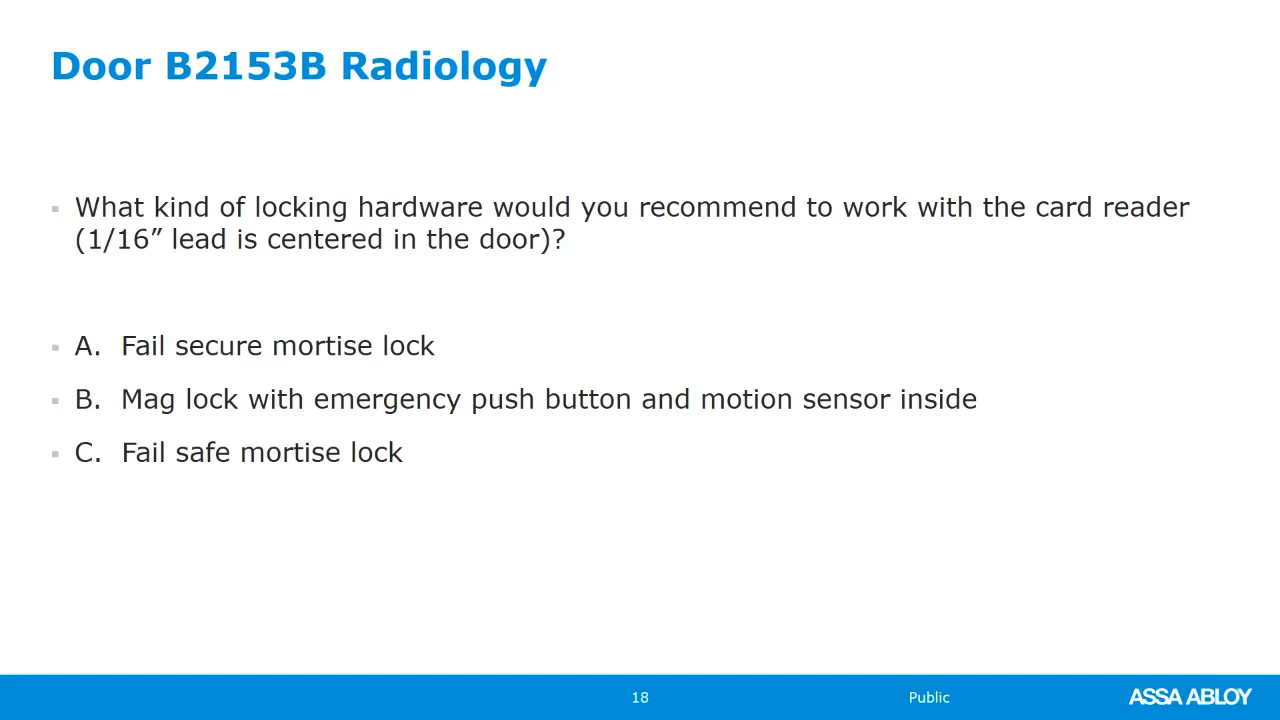 Door B2153B Radiology
What kind of locking hardware would you recommend to work with the card reader
(1/16” lead is centered in the door)?
A. Fail secure mortise lock
B. Mag lock with emergency push button and motion sensor inside
C. Fail safe mortise lock
18 Public ASSA ABLOY